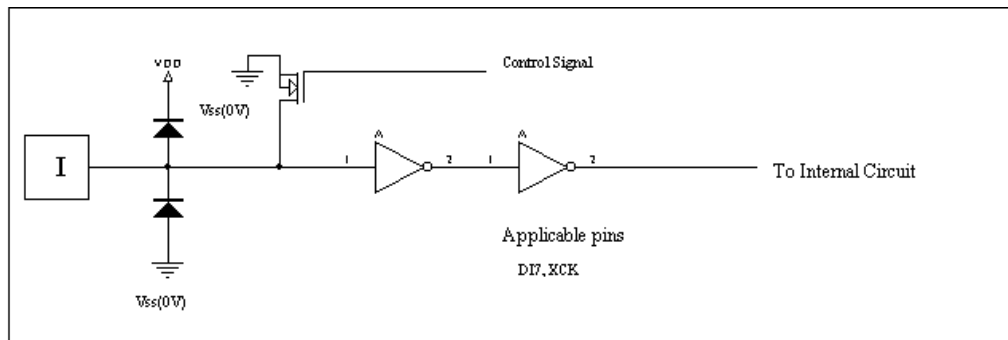 VDD
Control Signal
Vss(0V)
I
A
A
1
2
1
2
To Internal Circuit
Applicable pins
DI7, XCK
Vss(0V)